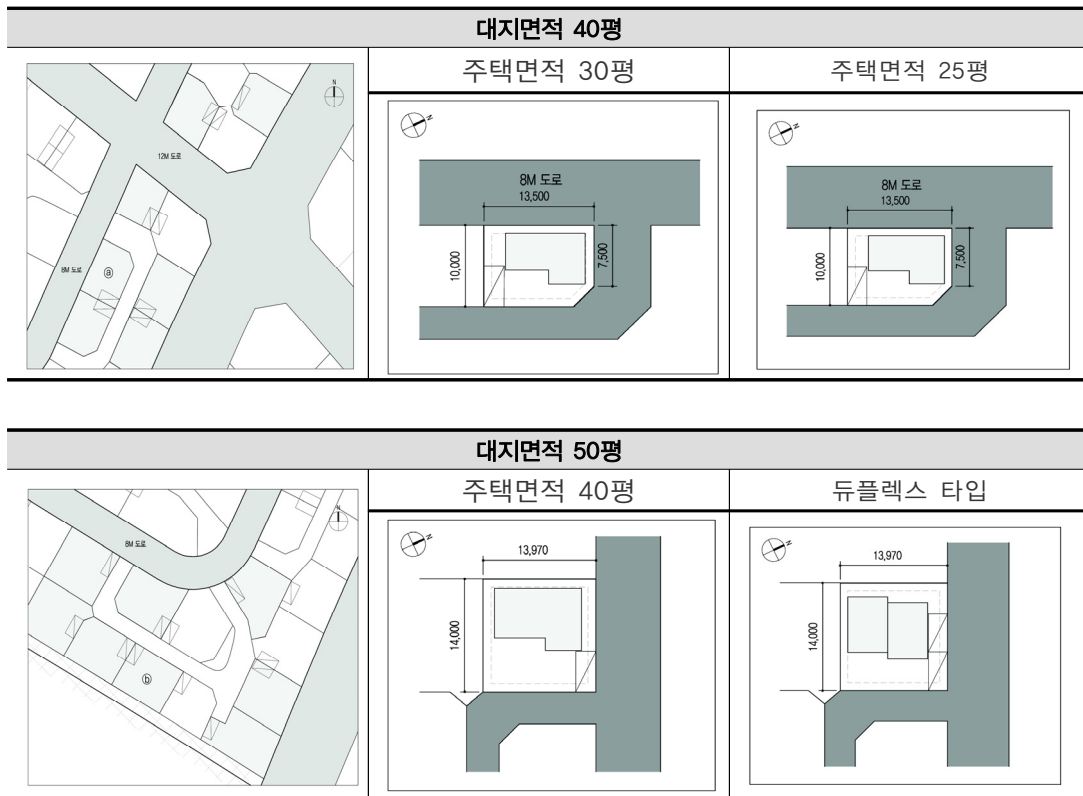 대지면적 40평
주택면적 30평
주택면적 25평
N
12M 도로
8M 도로
ⓐ
N
8M 도로
13,500
10,000
7,500
N
8M 도로
13,500
10,000
7,500
대지면적 50평
주택면적 40평
듀플렉스 타입
N
8M 도로
ⓑ
N
13,970
14,000
N
13,970
14,000